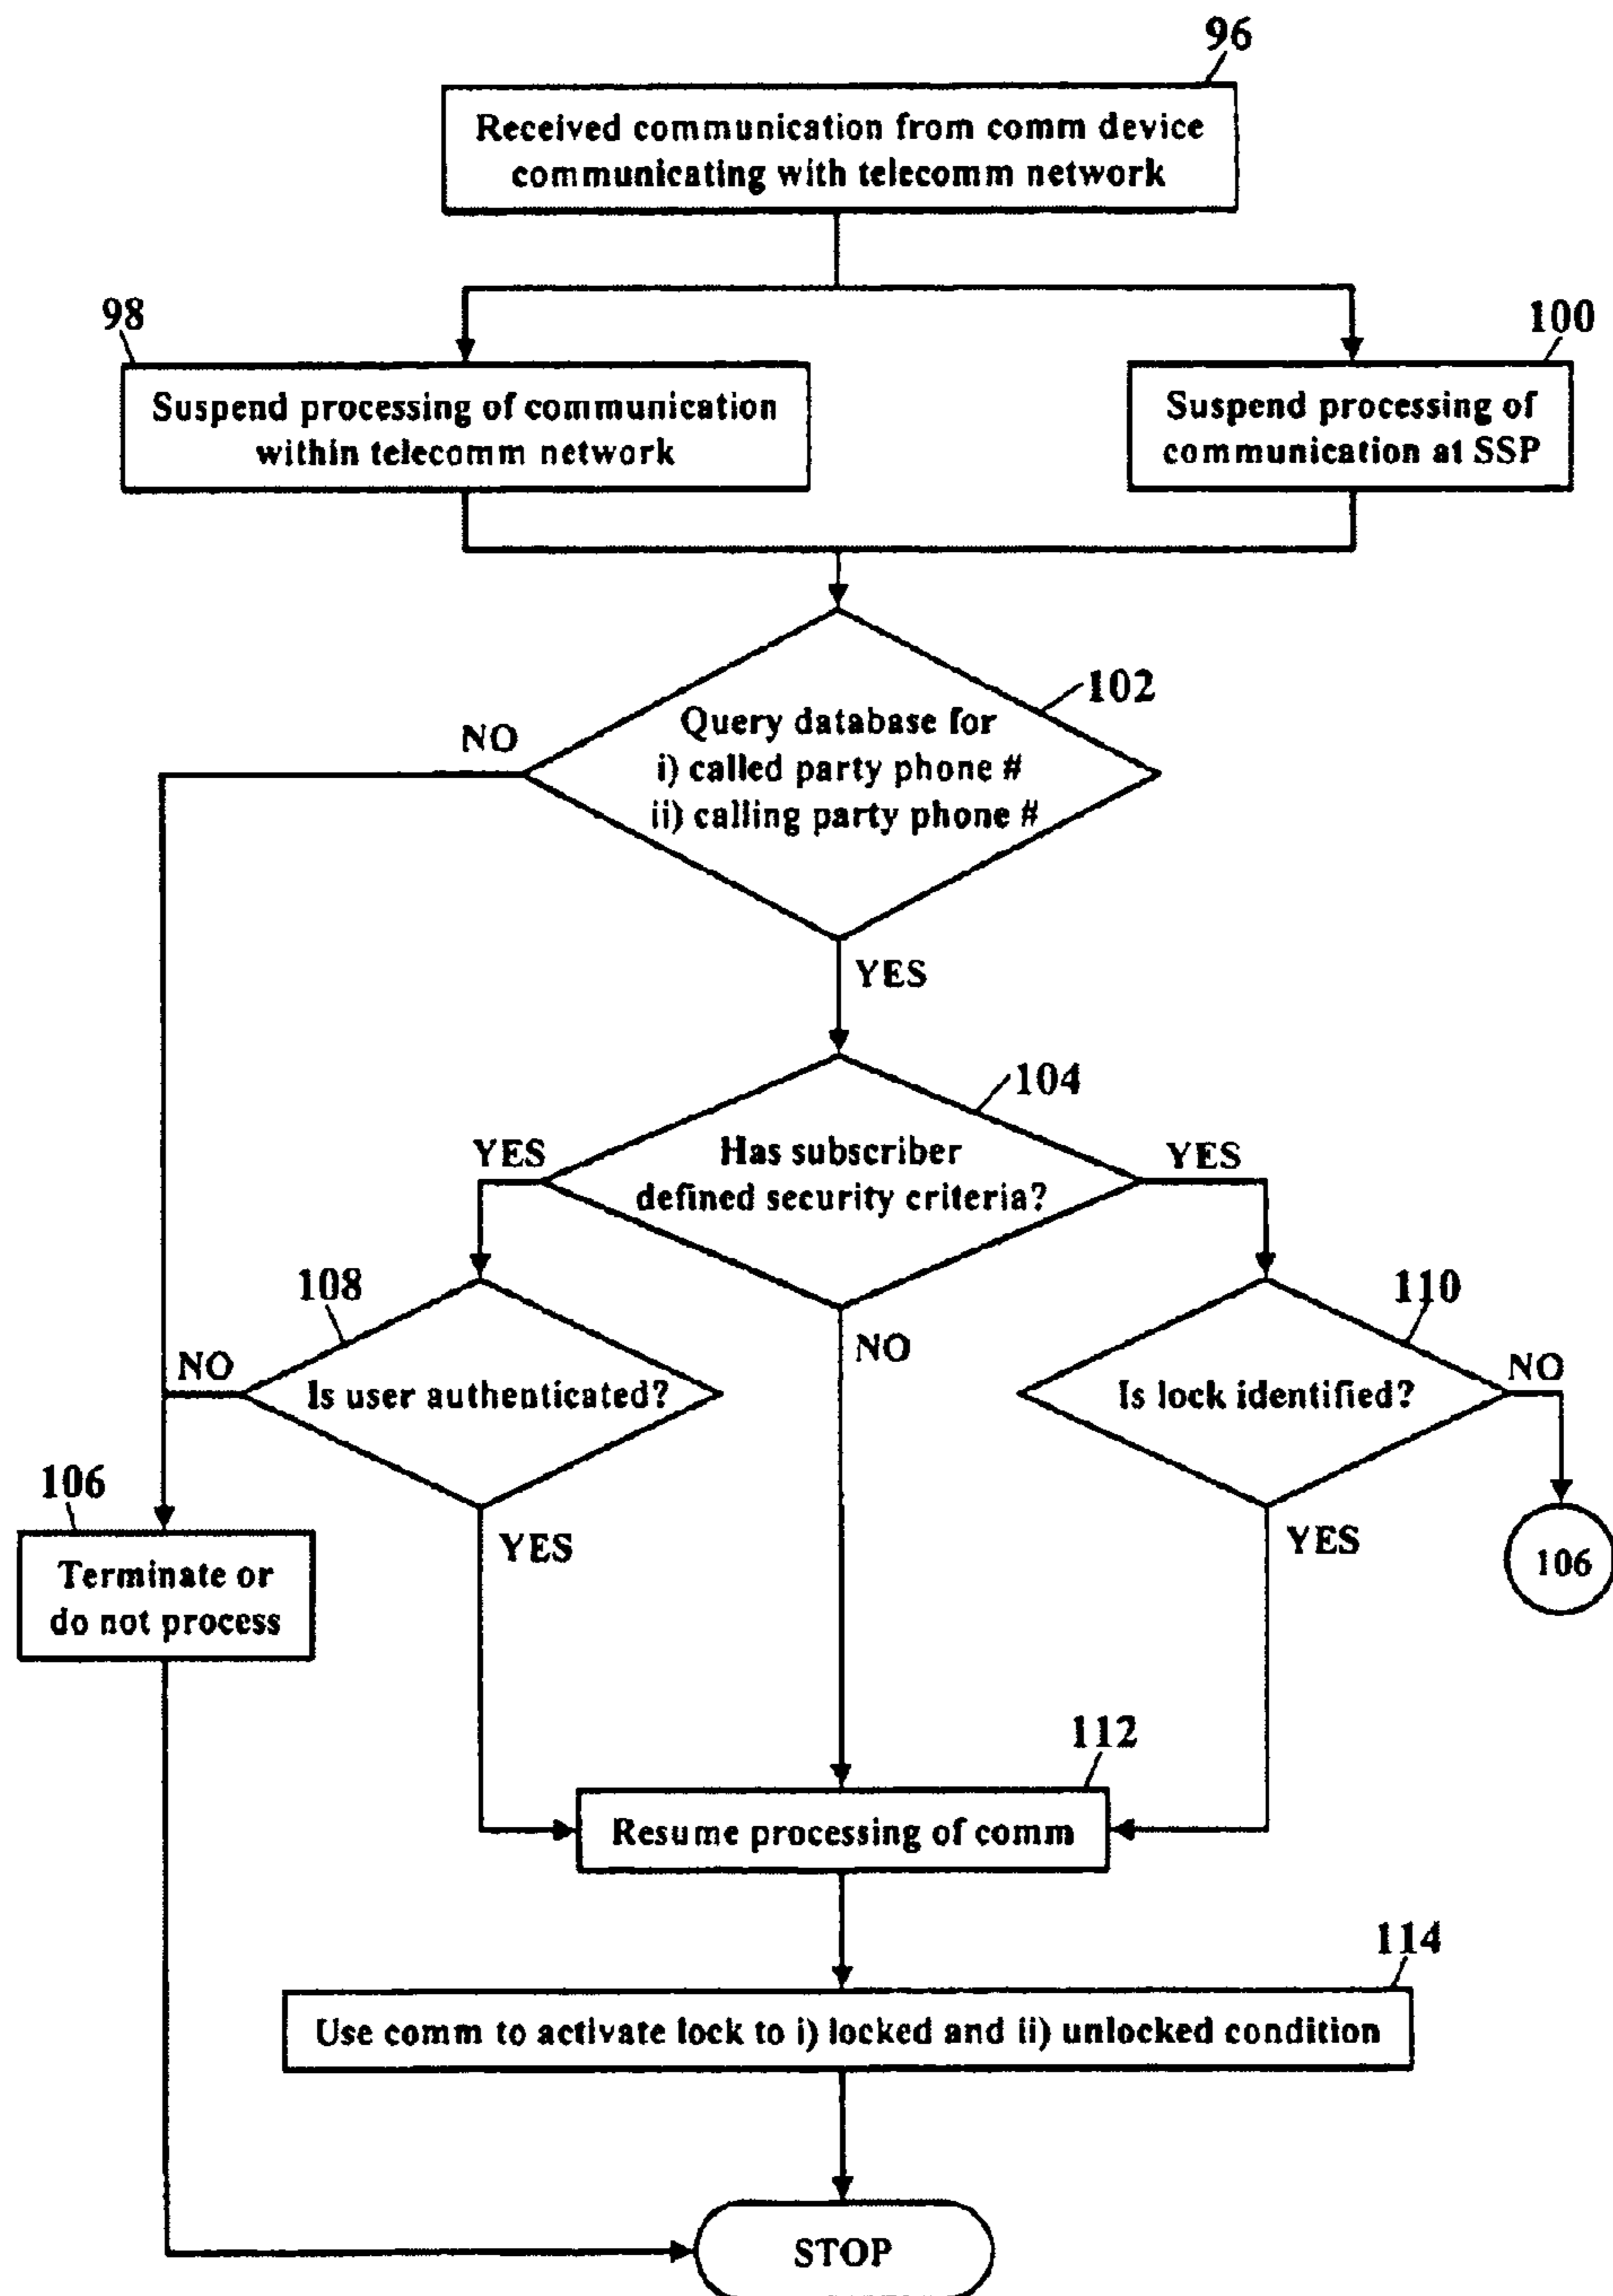 96
Received communication from comm device
communicating with telecomm network
98
Suspend processing of communication
within telecomm network
100
Suspend processing of
communication at SSP
102
Query database for
i) called party phone #
ii) calling party phone #
NO
YES
104
Has subscriber
defined security criteria?
YES
YES
NO
108
Is user authenticated?
NO
YES
110
Is lock identified?
NO
YES
106
106
Terminate or
do not process
112
Resume processing of comm
114
Use comm to activate lock to i) locked and ii) unlocked condition
STOP